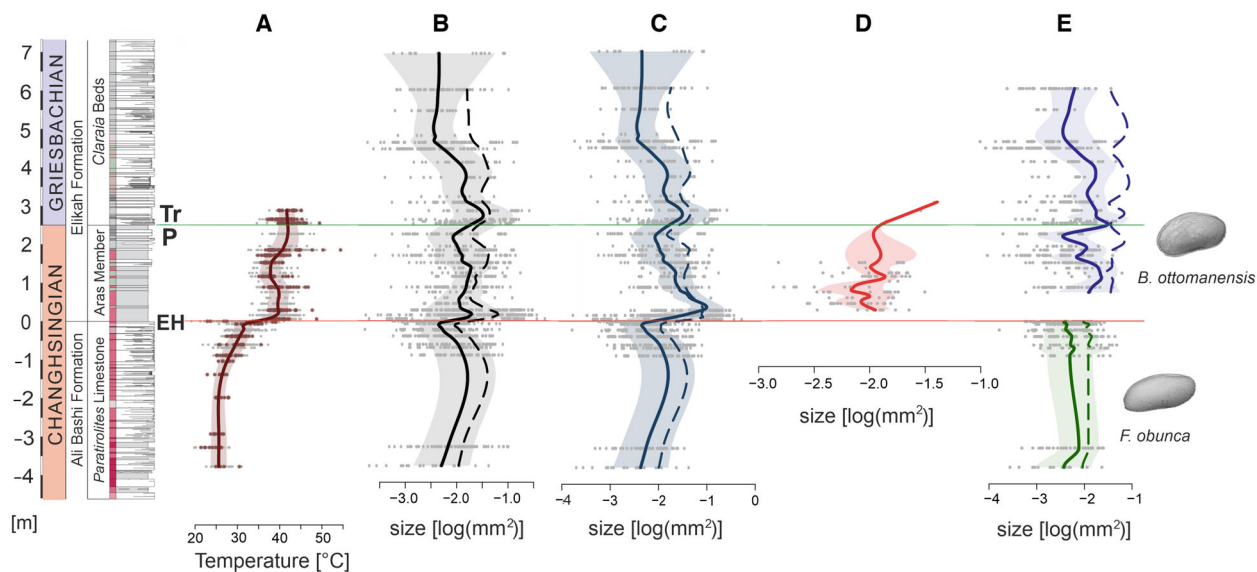 A B C D E
7
6
5
4
3
2
1
0
-1
-2
-3
-4
[m]
GRIESBACHIAN
CHANGHSINGIAN
Elikah Formation
Ali Bashi Formation
Claraia Beds
Aras Member
Paratirolites Limestone
Tr
P
EH
20 30 40 50
Temperature [°C]
-3.0 -2.0 -1.0
size [log(mm²)]
-4 -3 -2 -1 0
size [log(mm²)]
-3.0 -2.5 -2.0 -1.5 -1.0
size [log(mm²)]
-4 -3 -2 -1
size [log(mm²)]
B. ottomanensis
F. obunca